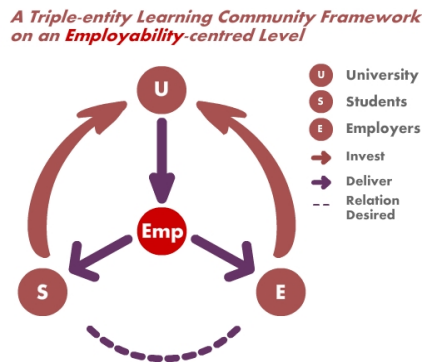 A Triple-entity Learning Community Framework
on an Employability-centred Level
U
Emp
S
E
U University
S Students
E Employers
Invest
Deliver
Relation
Desired